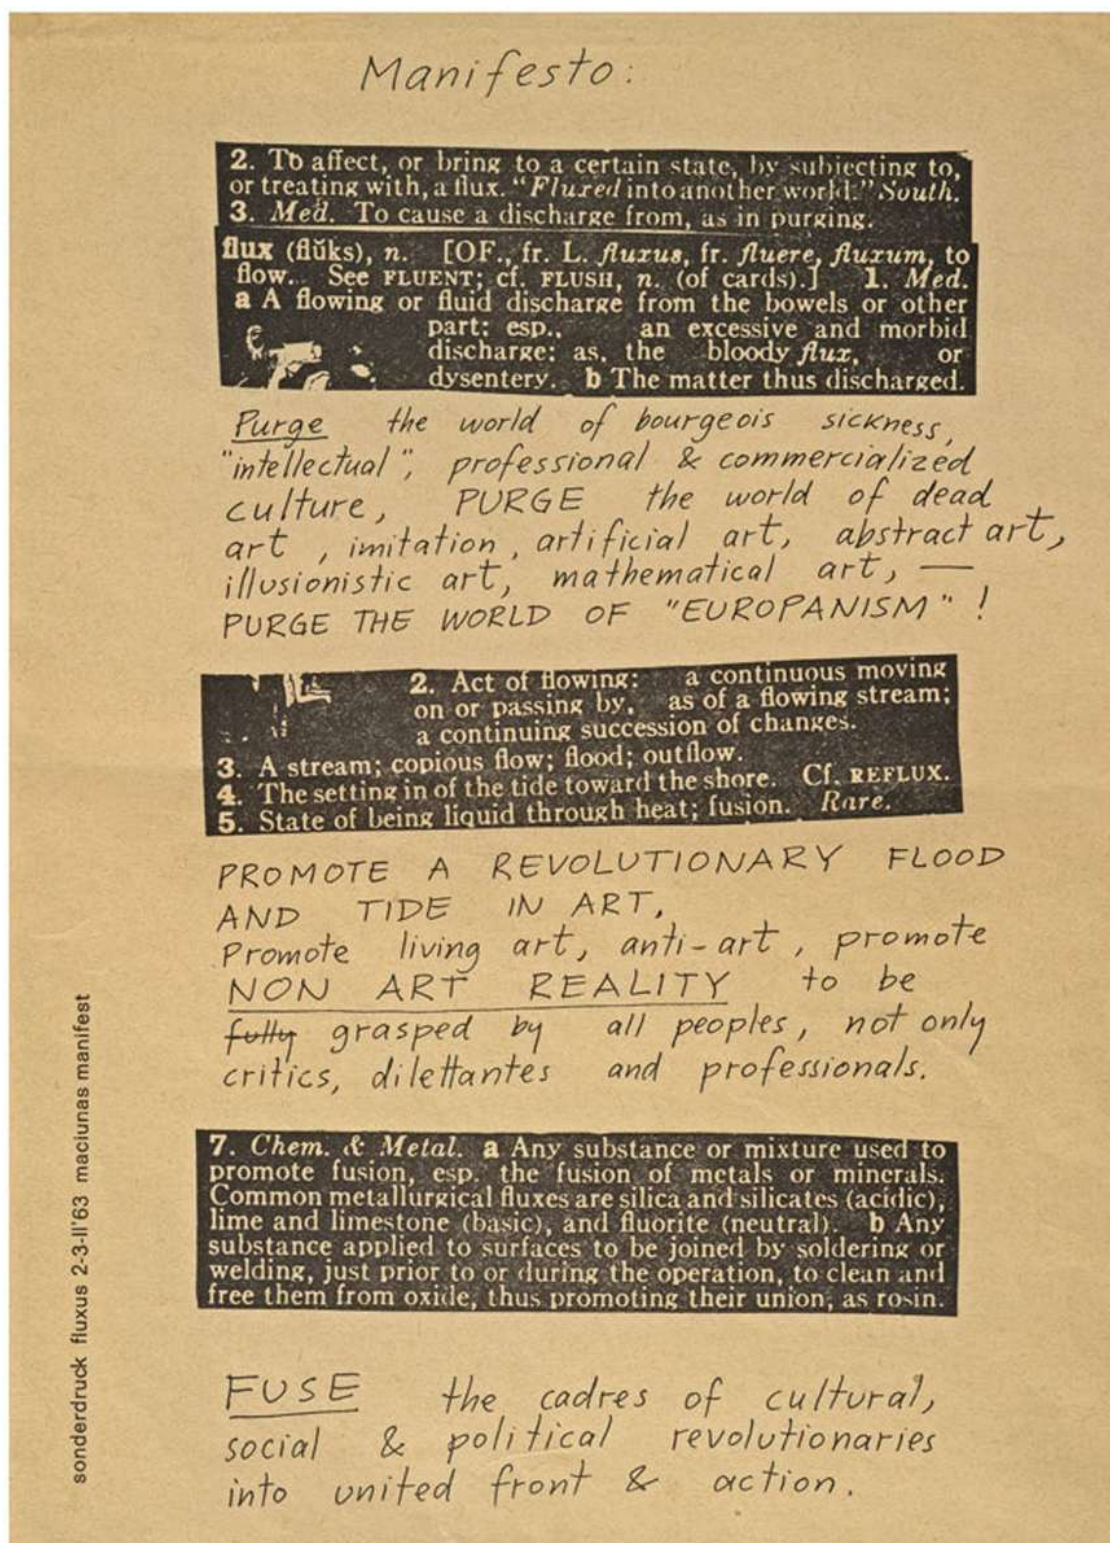 Manifesto:
2. To affect, or bring to a certain state, by subjecting to,
or treating with, a flux. "Fluxed into another world." South.
3. Med. To cause a discharge from, as in purging.
flux (flŭks), n. [OF., fr. L. fluxus, fr. fluere, fluxum, to
flow. See FLUENT; cf. FLUSH, n. (of cards).] 1. Med.
a A flowing or fluid discharge from the bowels or other
part: esp., an excessive and morbid
discharge: as, the bloody flux, or
dysentery. b The matter thus discharged.
Purge the world of bourgeois sickness,
"intellectual", professional & commercialized
culture, PURGE the world of dead
art, imitation, artificial art, abstract art,
illusionistic art, mathematical art, —
PURGE THE WORLD OF "EUROPANISM"!
2. Act of flowing: a continuous moving
on or passing by, as of a flowing stream;
a continuing succession of changes.
3. A stream; copious flow; flood; outflow.
4. The setting in of the tide toward the shore. Cf. REFLUX.
5. State of being liquid through heat; fusion. Rare.
PROMOTE A REVOLUTIONARY FLOOD
AND TIDE IN ART,
Promote living art, anti-art, promote
NON ART REALITY to be
fully grasped by all peoples, not only
critics, dilettantes and professionals.
7. Chem. & Metal. a Any substance or mixture used to
promote fusion, esp. the fusion of metals or minerals.
Common metallurgical fluxes are silica and silicates (acidic),
lime and limestone (basic), and fluorite (neutral). b Any
substance applied to surfaces to be joined by soldering or
welding, just prior to or during the operation, to clean and
free them from oxide, thus promoting their union, as rosin.
FUSE the cadres of cultural,
social & political revolutionaries
into united front & action.
sonderdruck fluxus 2-3-II'63 maciunas manifest